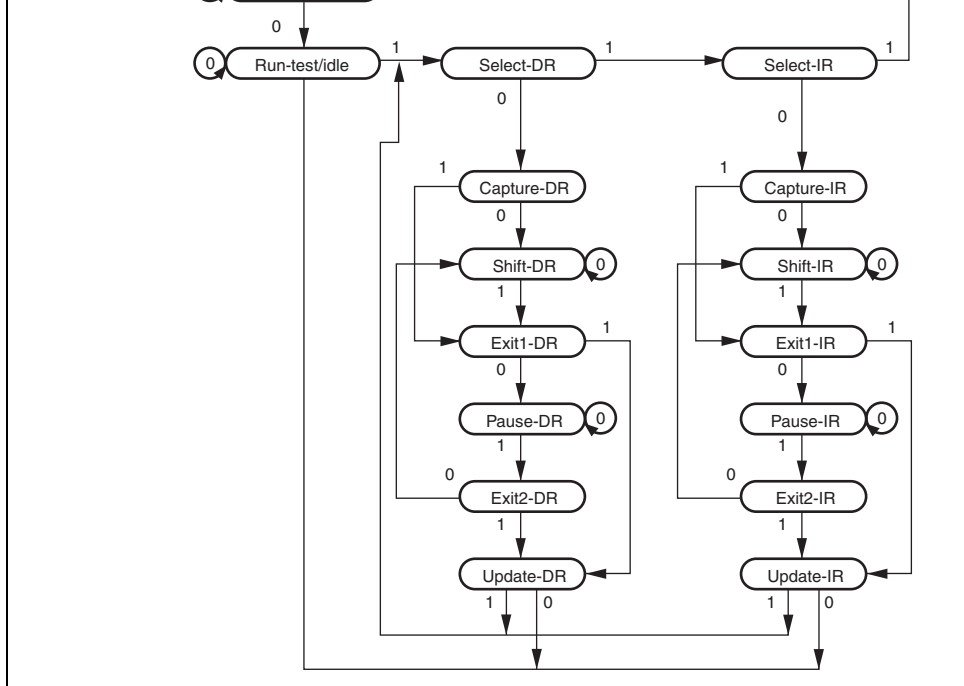 0
0
Run-test/idle
1
Select-DR
1
Select-IR
1
0
0
1
Capture-DR
1
Capture-IR
0
0
Shift-DR
0
Shift-IR
0
1
1
Exit1-DR
1
Exit1-IR
1
0
0
Pause-DR
0
Pause-IR
0
1
1
0
Exit2-DR
0
Exit2-IR
1
1
Update-DR
Update-IR
1
0
1
0